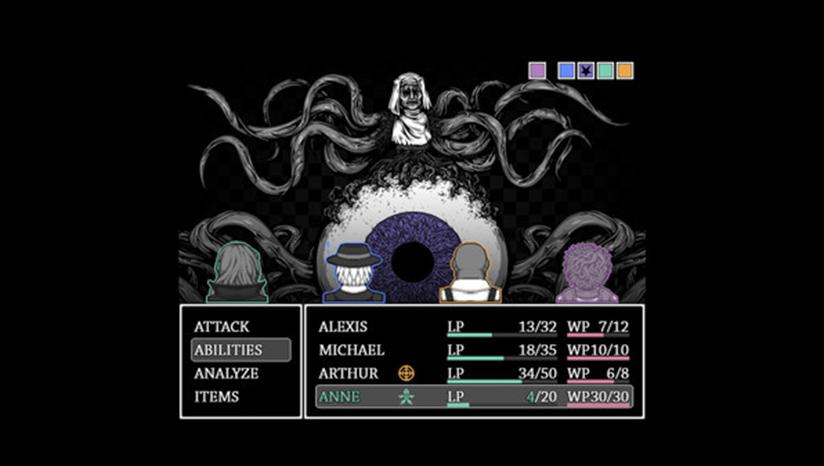 ATTACK
ABILITIES
ANALYZE
ITEMS
ALEXIS LP 13/32 WP 7/12
MICHAEL LP 18/35 WP10/10
ARTHUR LP 34/50 WP 6/8
ANNE LP 4/20 WP30/30